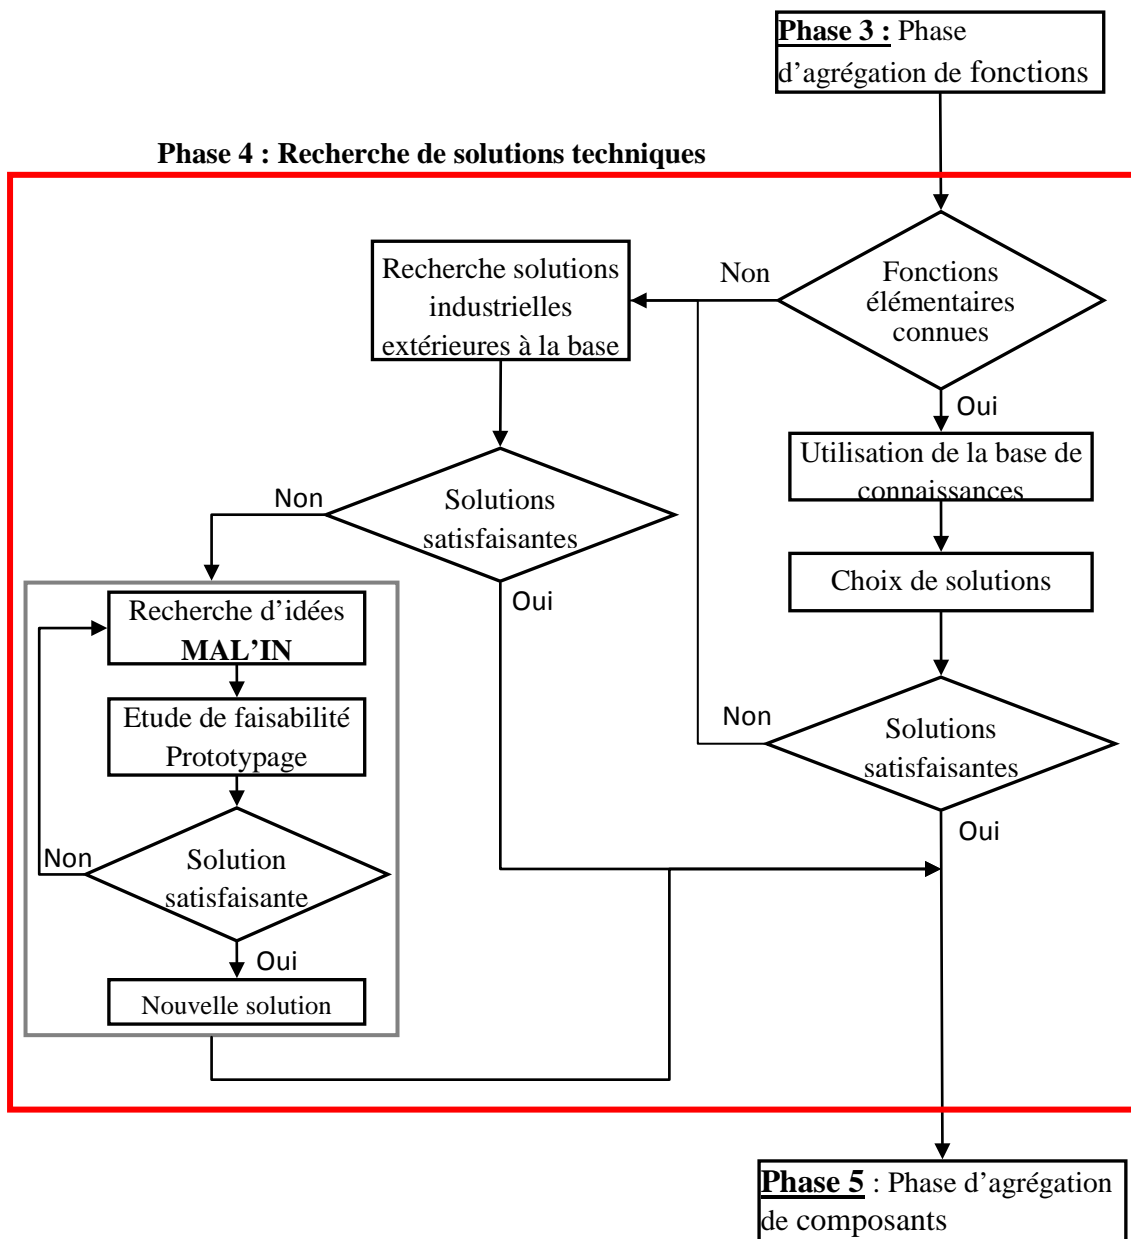 Phase 3 : Phase
d’agrégation de fonctions
Phase 4 : Recherche de solutions techniques
Recherche solutions
industrielles
extérieures à la base
Non
Fonctions
élémentaires
connues
Oui
Utilisation de la base de
connaissances
Non
Solutions
satisfaisantes
Oui
Choix de solutions
Recherche d’idées
MAL’IN
Etude de faisabilité
Prototypage
Non
Solutions
satisfaisantes
Oui
Non
Solution
satisfaisante
Oui
Nouvelle solution
Phase 5 : Phase d’agrégation
de composants